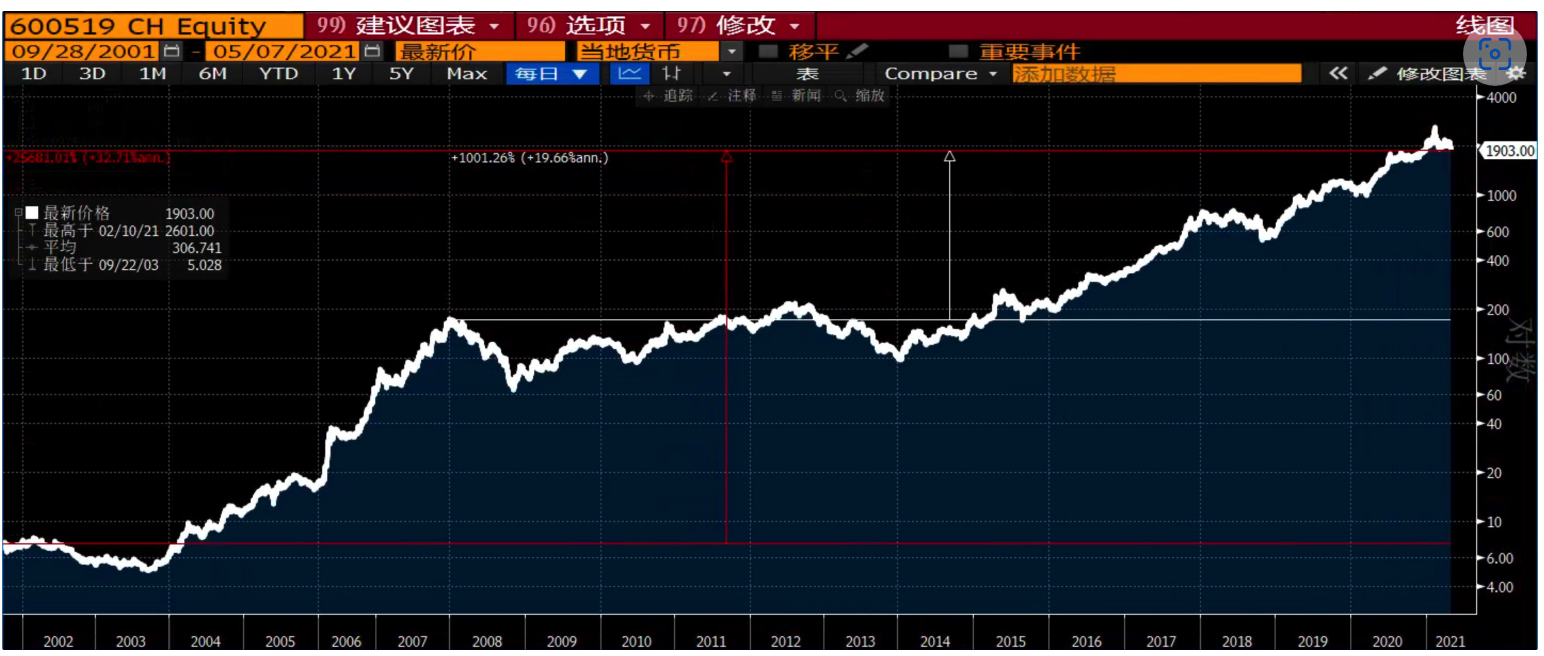 600519 CH Equity 99) 建议图表 96) 选项 97) 修改 线图
09/28/2001 - 05/07/2021 最新价 当地货币 移平 重要事件
1D 3D 1M 6M YTD 1Y 5Y Max 每日 表 Compare 添加数据 修改图表
追踪 注释 新闻 缩放
4000
+25681.01% (+32.71%ann.) +1001.26% (+19.66%ann.) 1903.00
最新价格 1903.00
最高于 02/10/21 2601.00
平均 306.741
最低于 09/22/03 5.028
1000
600
400
200
100
60
40
20
10
6.00
4.00
对数
2002 2003 2004 2005 2006 2007 2008 2009 2010 2011 2012 2013 2014 2015 2016 2017 2018 2019 2020 2021